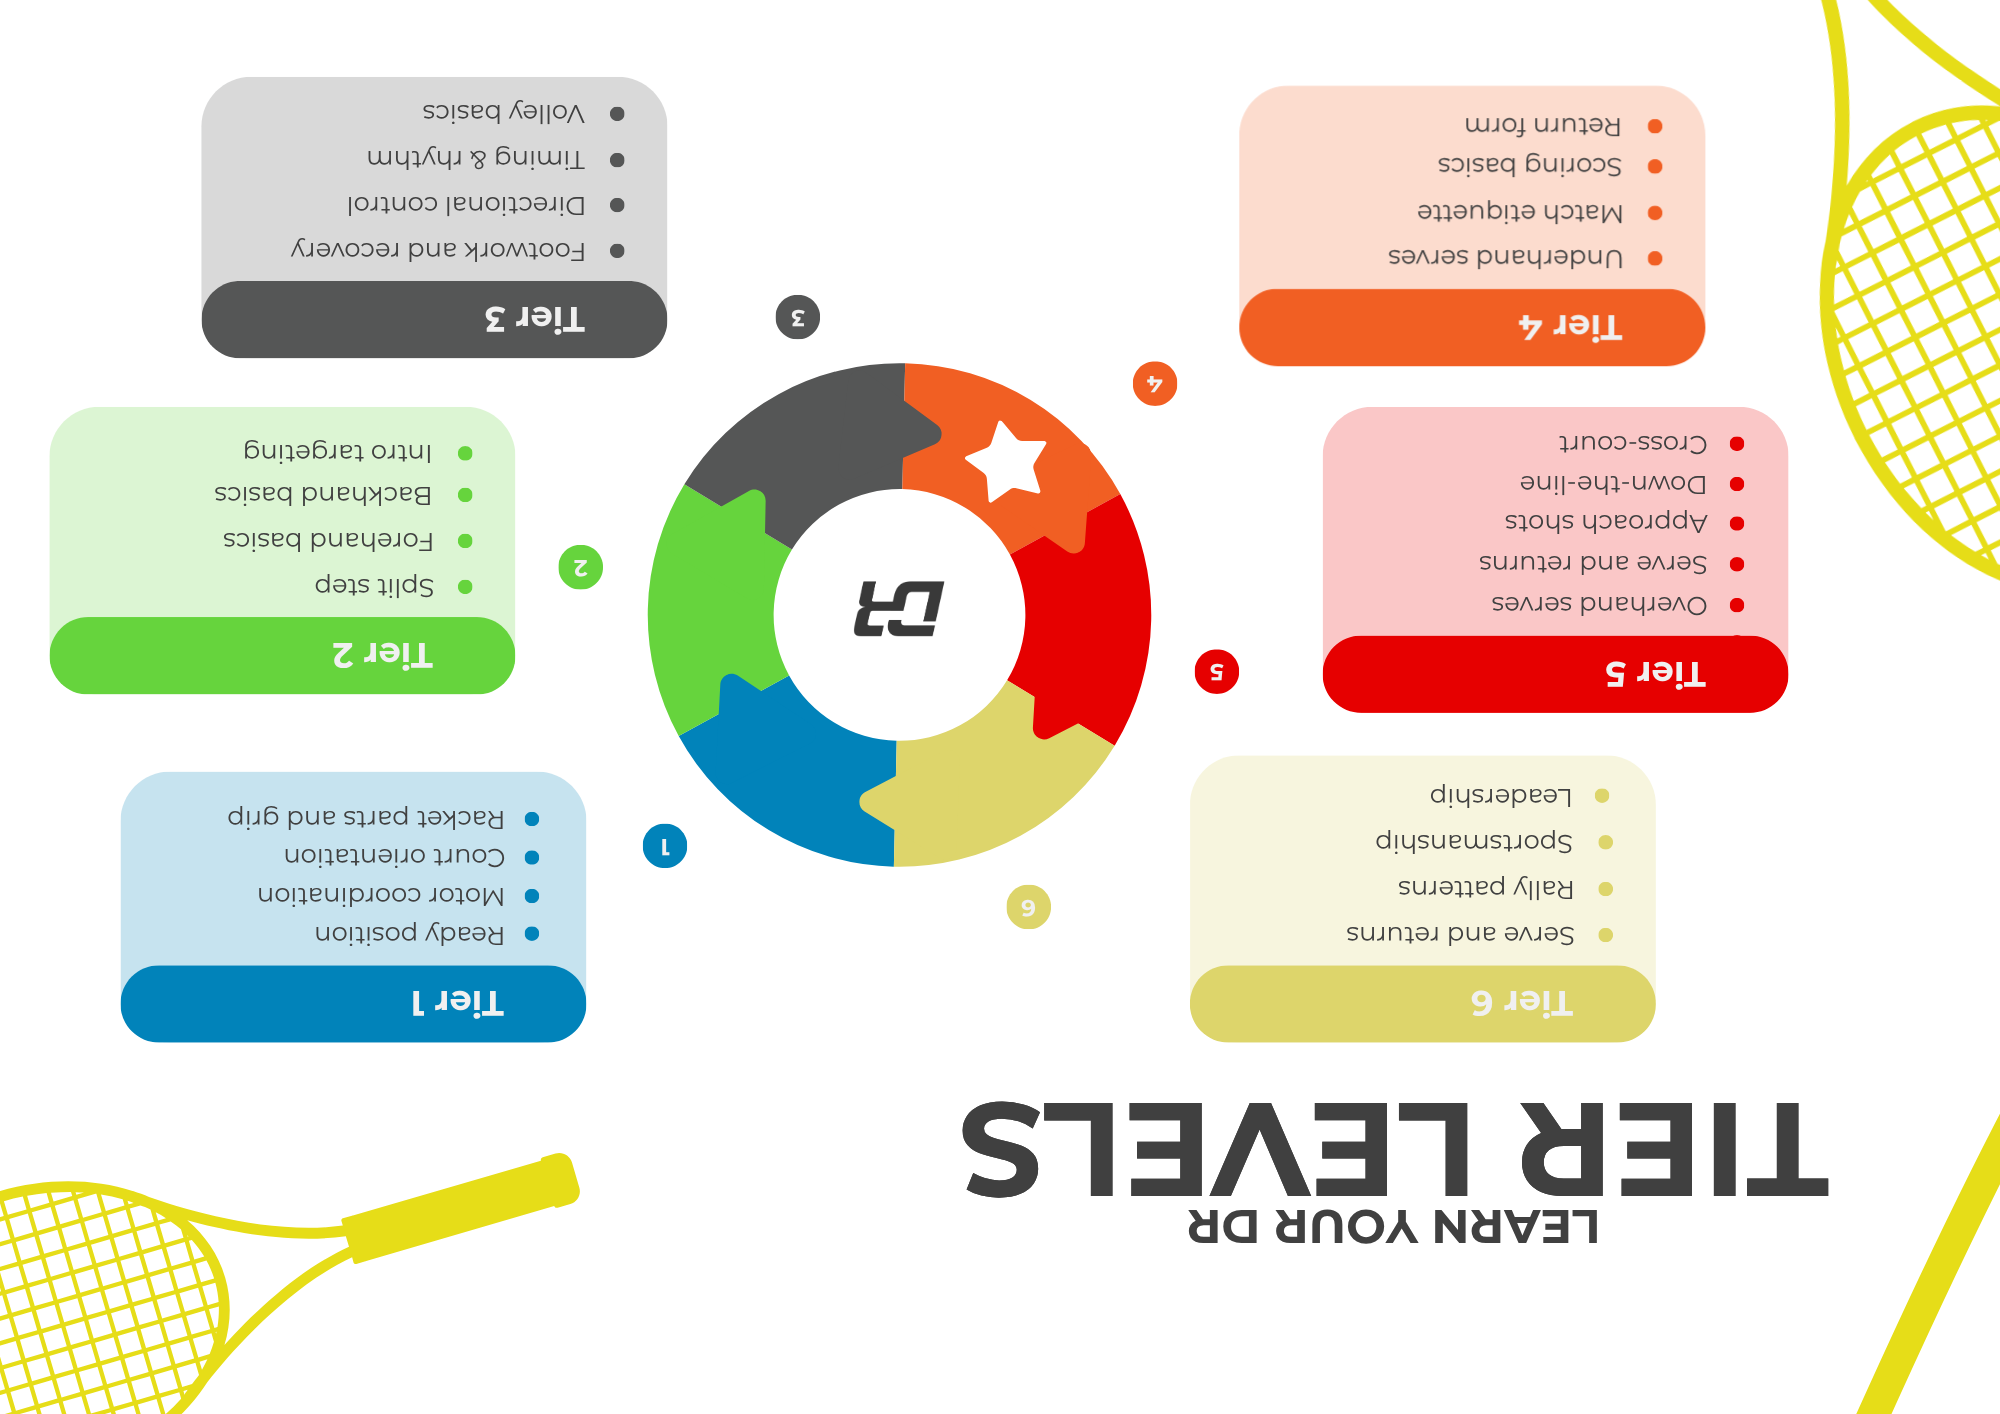 LEARN YOUR DR
TIER LEVELS
Tier 6
Serve and returns
Rally patterns
Sportsmanship
Leadership
Tier 1
Ready position
Motor coordination
Court orientation
Racket parts and grip
6
1
Tier 5
Overhand serves
Serve and returns
Approach shots
Down-the-line
Cross-court
5
DR
2
Tier 2
Split step
Forehand basics
Backhand basics
Intro targeting
Tier 4
Underhand serves
Match etiquette
Scoring basics
Return form
4
3
Tier 3
Footwork and recovery
Directional control
Timing & rhythm
Volley basics